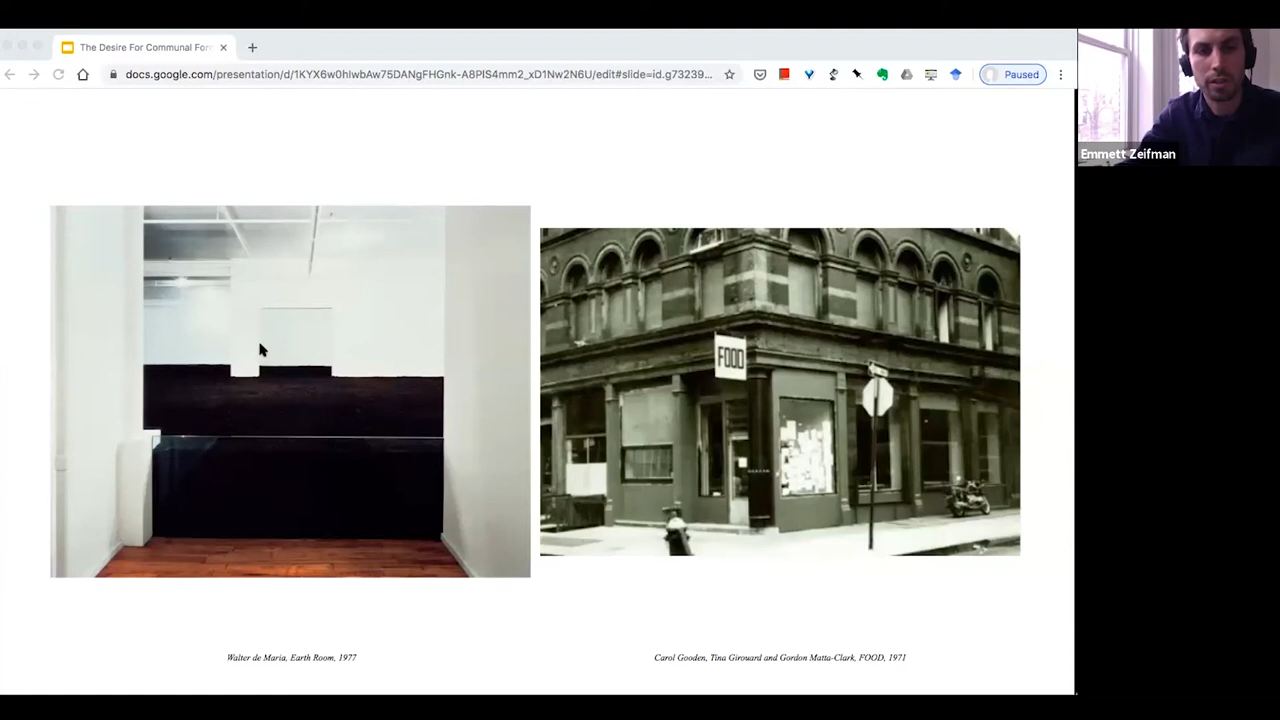 The Desire For Communal For
docs.google.com/presentation/d/1KYX6w0hIwbAw75DANgFHGnk-A8PlS4mm2_xD1Nw2N6U/edit#slide=id.g73239...
Paused
Emmett Zeifman
FOOD
Walter de Maria, Earth Room, 1977
Carol Gooden, Tina Girouard and Gordon Matta-Clark, FOOD, 1971